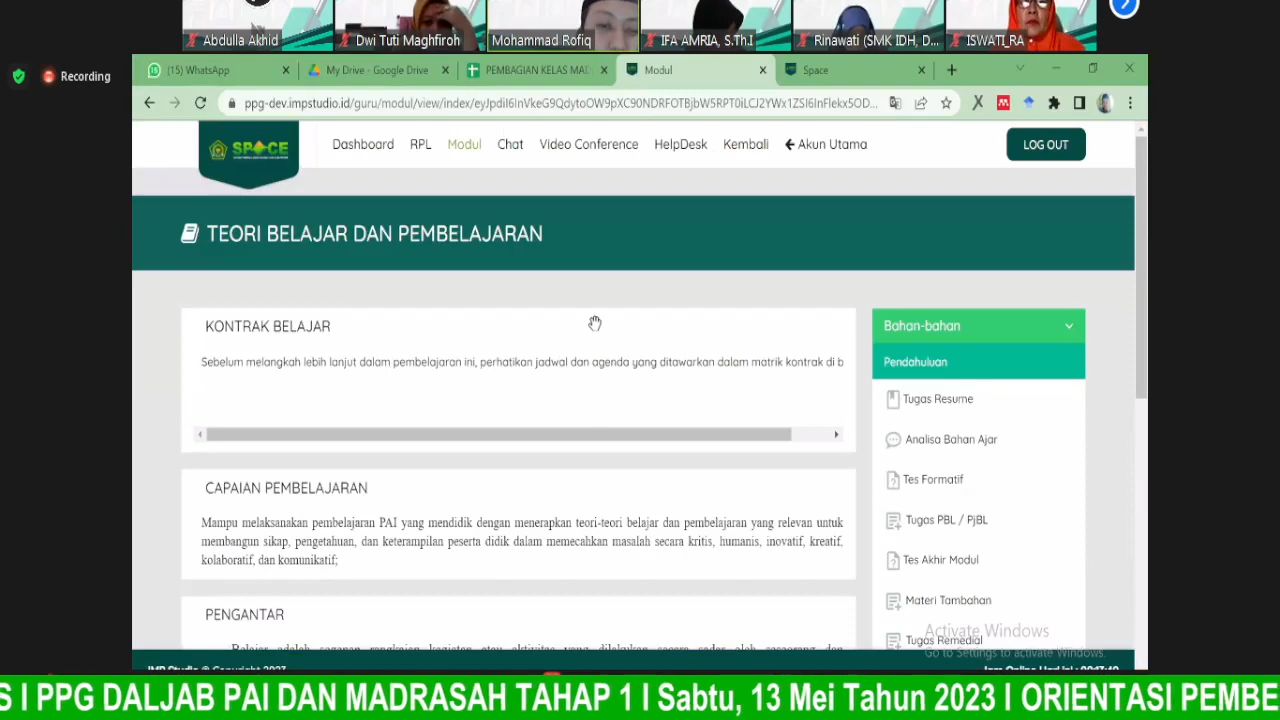 Abdulla Akhid
Dwi Tuti Maghfiroh
Mohammad Rofiq
IFA AMRIA, S.Th.I
Rinawati (SMK IDH, D...
ISWATI_RA
Recording
(15) WhatsApp
My Drive - Google Drive
PEMBAGIAN KELAS MAD
Modul
Space
ppg-dev.impstudio.id/guru/modul/view/index/
SPACE
Dashboard
RPL
Modul
Chat
Video Conference
HelpDesk
Kembali
Akun Utama
LOG OUT
TEORI BELAJAR DAN PEMBELAJARAN
KONTRAK BELAJAR
Sebelum melangkah lebih lanjut dalam pembelajaran ini, perhatikan jadwal dan agenda yang ditawarkan dalam matrik kontrak di b
CAPAIAN PEMBELAJARAN
Mampu melaksanakan pembelajaran PAI yang mendidik dengan menerapkan teori-teori belajar dan pembelajaran yang relevan untuk
membangun sikap, pengetahuan, dan keterampilan peserta didik dalam memecahkan masalah secara kritis, humanis, inovatif, kreatif,
kolaboratif, dan komunikatif;
PENGANTAR
Bahan-bahan
Pendahuluan
Tugas Resume
Analisa Bahan Ajar
Tes Formatif
Tugas PBL / PjBL
Tes Akhir Modul
Materi Tambahan
Tugas Remedial
Activate Windows
Go to Settings to activate Windows.
S I PPG DALJAB PAI DAN MADRASAH TAHAP 1 I Sabtu, 13 Mei Tahun 2023 I ORIENTASI PEMBE